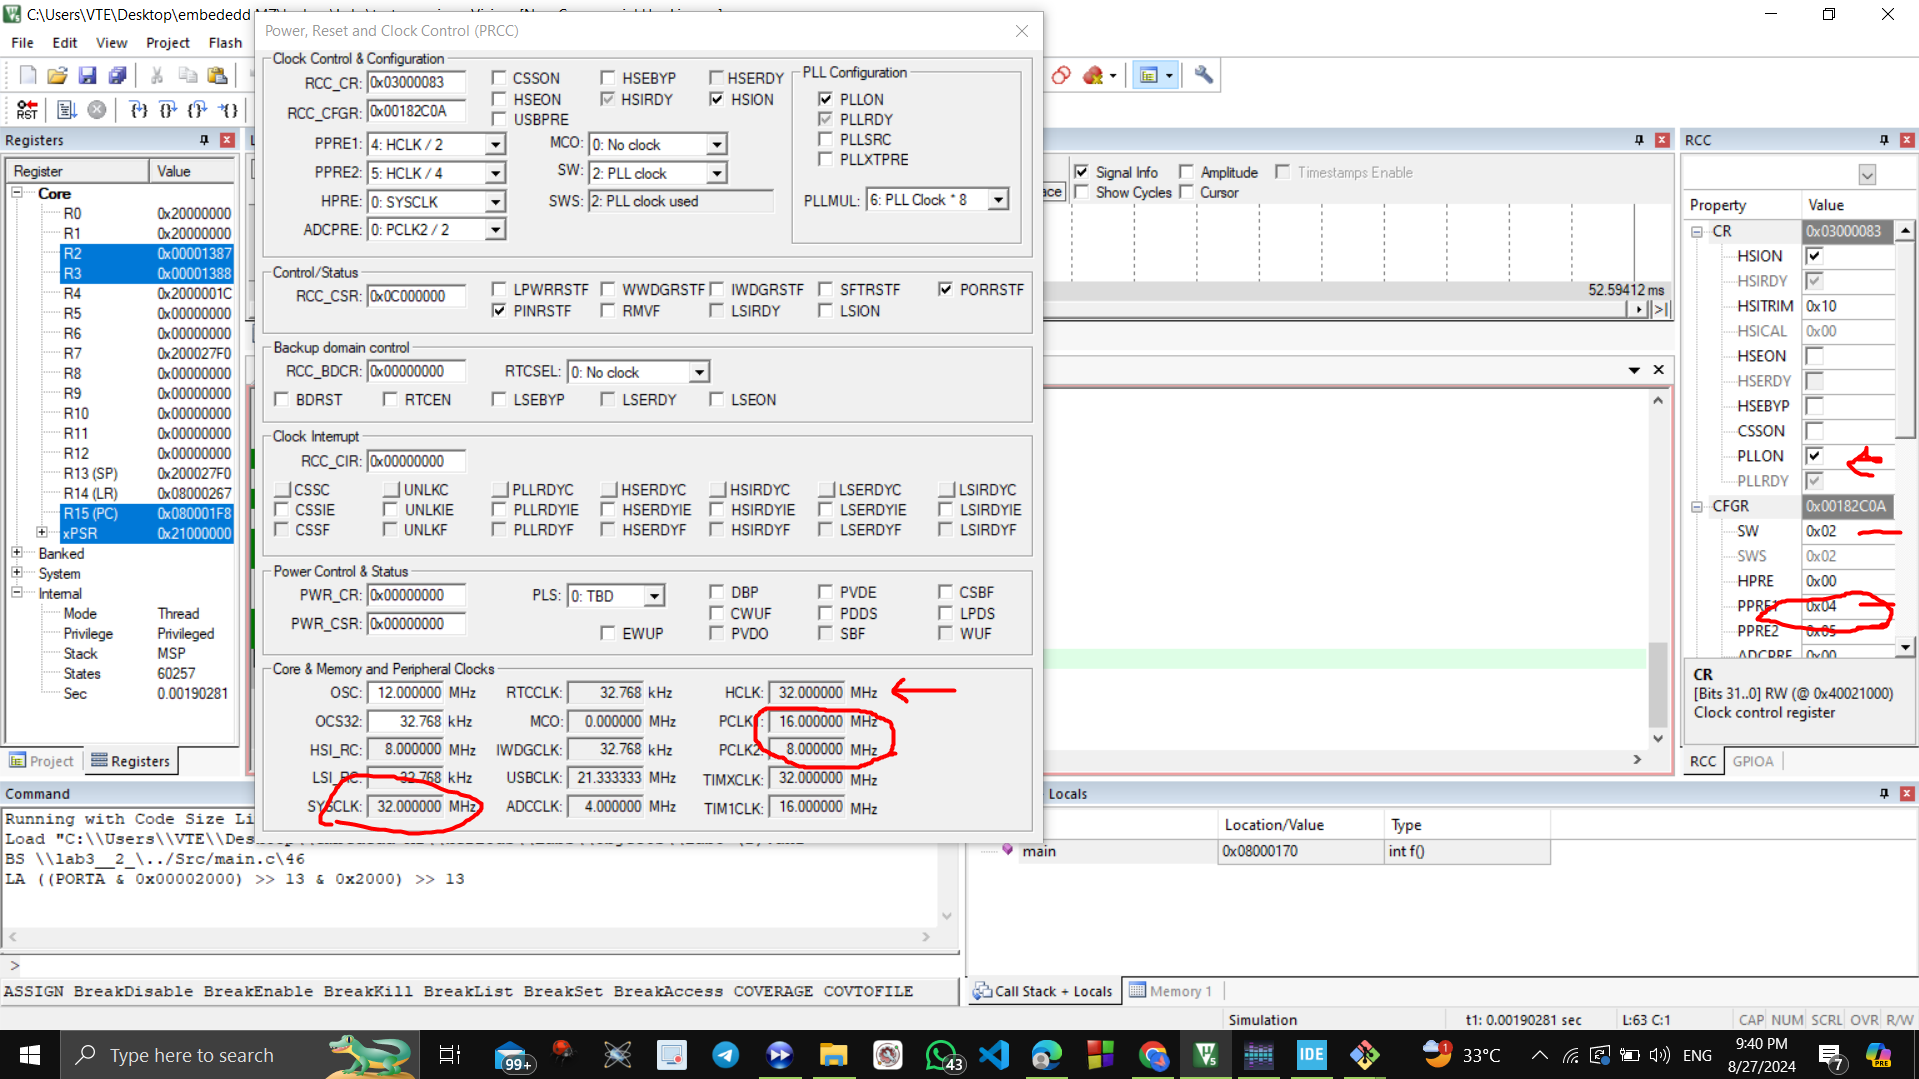 C:\Users\VTE\Desktop\embededd
File Edit View Project Flash
Power, Reset and Clock Control (PRCC)
Clock Control & Configuration
RCC_CR: 0x03000083
RCC_CFGR: 0x00182C0A
CSSON HSEBYP HSERDY
HSEON HSIRDY HSION
USBPRE
PPRE1: 4: HCLK / 2
MCO: 0: No clock
PPRE2: 5: HCLK / 4
SW: 2: PLL clock
HPRE: 0: SYSCLK
SWS: 2: PLL clock used
ADCPRE: 0: PCLK2 / 2
PLL Configuration
PLLON
PLLRDY
PLLSRC
PLLXTPRE
PLLMUL: 6: PLL Clock * 8
Control/Status
RCC_CSR: 0x0C000000
LPWRRSTF WWDGRSTF IWDGRSTF SFTRSTF PORRSTF
PINRSTF RMVF LSIRDY LSION
Backup domain control
RCC_BDCR: 0x00000000
RTCSEL: 0: No clock
BDRST RTCEN LSEBYP LSERDY LSEON
Clock Interrupt
RCC_CIR: 0x00000000
CSSC UNLKC PLLRDYC HSERDYC HSIRDYC LSERDYC LSIRDYC
CSSIE UNLKIE PLLRDYIE HSERDYIE HSIRDYIE LSERDYIE LSIRDYIE
CSSF UNLKF PLLRDYF HSERDYF HSIRDYF LSERDYF LSIRDYF
Power Control & Status
PWR_CR: 0x00000000
PLS: 0: TBD
DBP PVDE CSBF
CWUF PDDS LPDS
PWR_CSR: 0x00000000
EWUP PVDO SBF WUF
Core & Memory and Peripheral Clocks
OSC: 12.000000 MHz RTCCLK: 32.768 kHz HCLK: 32.000000 MHz
OCS32: 32.768 kHz MCO: 0.000000 MHz PCLK1: 16.000000 MHz
HSI_RC: 8.000000 MHz IWDGCLK: 32.768 kHz PCLK2: 8.000000 MHz
LSI_RC: 32.768 kHz USBCLK: 21.333333 MHz TIMXCLK: 32.000000 MHz
SYSCLK: 32.000000 MHz ADCCLK: 4.000000 MHz TIM1CLK: 16.000000 MHz
RST
Registers
Register Value
Core
R0 0x20000000
R1 0x20000000
R2 0x00001387
R3 0x00001388
R4 0x2000001C
R5 0x00000000
R6 0x00000000
R7 0x200027F0
R8 0x00000000
R9 0x00000000
R10 0x00000000
R11 0x00000000
R12 0x00000000
R13 (SP) 0x200027F0
R14 (LR) 0x08000267
R15 (PC) 0x080001F8
xPSR 0x21000000
Banked
System
Internal
Mode Thread
Privilege Privileged
Stack MSP
States 60257
Sec 0.00190281
Project Registers
Signal Info Amplitude Timestamps Enable
Show Cycles Cursor
52.59412 ms
RCC
Property Value
CR 0x03000083
HSION
HSIRDY
HSITRIM 0x10
HSICAL 0x00
HSEON
HSERDY
HSEBYP
CSSON
PLLON
PLLRDY
CFGR 0x00182C0A
SW 0x02
SWS 0x02
HPRE 0x00
PPRE1 0x04
PPRE2 0x05
ADCPRE 0x00
CR
[Bits 31..0] RW (@ 0x40021000)
Clock control register
RCC GPIOA
Command
Running with Code Size Li
Load "C:\\Users\\VTE\\Des
BS \\lab3__2_\../Src/main.c\46
LA ((PORTA & 0x00002000) >> 13 & 0x2000) >> 13
>
ASSIGN BreakDisable BreakEnable BreakKill BreakList BreakSet BreakAccess COVERAGE COVTOFILE
Locals
Location/Value Type
main 0x08000170 int f()
Call Stack + Locals Memory 1
Simulation t1: 0.00190281 sec L:63 C:1 CAP NUM SCRL OVR R/W
Type here to search
99+
43
IDE
1
33°C
ENG
9:40 PM
8/27/2024
7
PRE